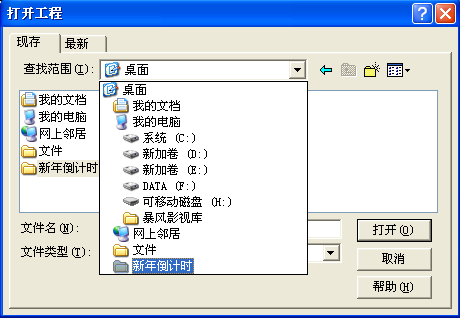 打开工程
现存
最新
查找范围(I):
桌面
我的文档
我的电脑
网上邻居
文件
新年倒计时
桌面
我的文档
我的电脑
系统 (C:)
新加卷 (D:)
新加卷 (E:)
DATA (F:)
可移动磁盘 (H:)
暴风影视库
网上邻居
文件
新年倒计时
文件名(N):
文件类型(T):
打开(O)
取消
帮助(H)